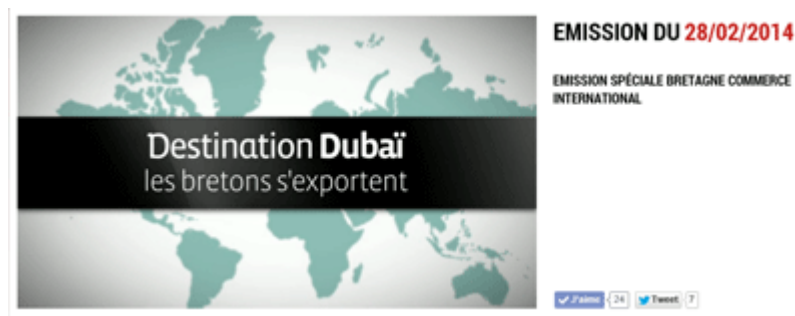 Destination Dubaï
les bretons s'exportent
EMISSION DU 28/02/2014
EMISSION SPÉCIALE BRETAGNE COMMERCE
INTERNATIONAL
J'aime 24 Tweet 7